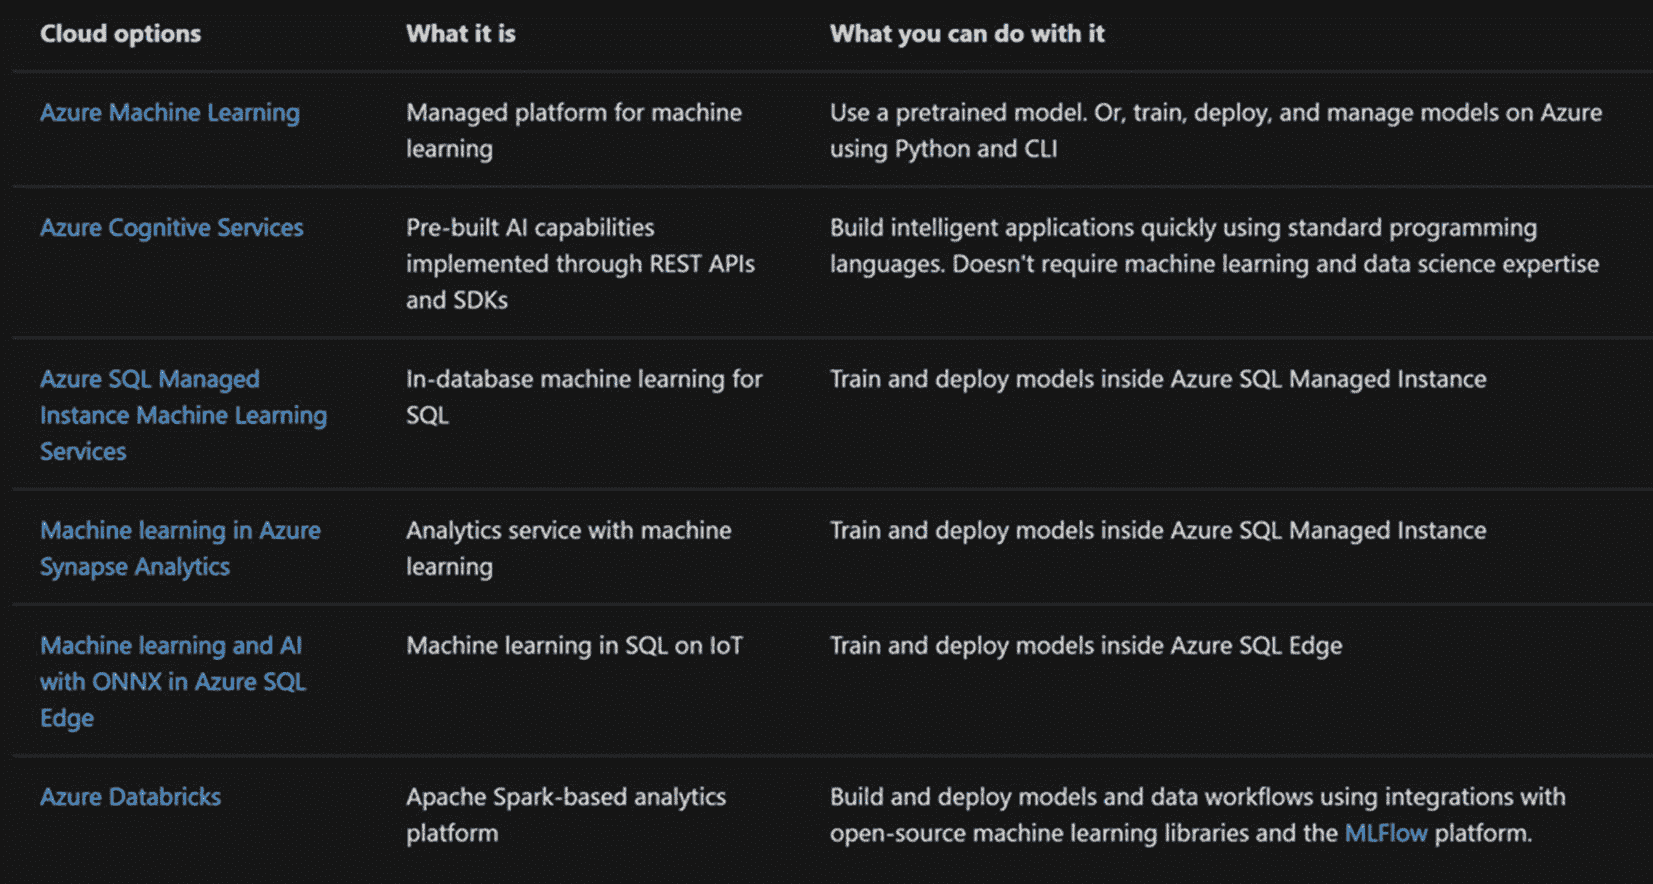 Cloud options
What it is
What you can do with it
Azure Machine Learning
Managed platform for machine
learning
Use a pretrained model. Or, train, deploy, and manage models on Azure
using Python and CLI
Azure Cognitive Services
Pre-built AI capabilities
implemented through REST APIs
and SDKs
Build intelligent applications quickly using standard programming
languages. Doesn't require machine learning and data science expertise
Azure SQL Managed
Instance Machine Learning
Services
In-database machine learning for
SQL
Train and deploy models inside Azure SQL Managed Instance
Machine learning in Azure
Synapse Analytics
Analytics service with machine
learning
Train and deploy models inside Azure SQL Managed Instance
Machine learning and AI
with ONNX in Azure SQL
Edge
Machine learning in SQL on IoT
Train and deploy models inside Azure SQL Edge
Azure Databricks
Apache Spark-based analytics
platform
Build and deploy models and data workflows using integrations with
open-source machine learning libraries and the MLFlow platform.